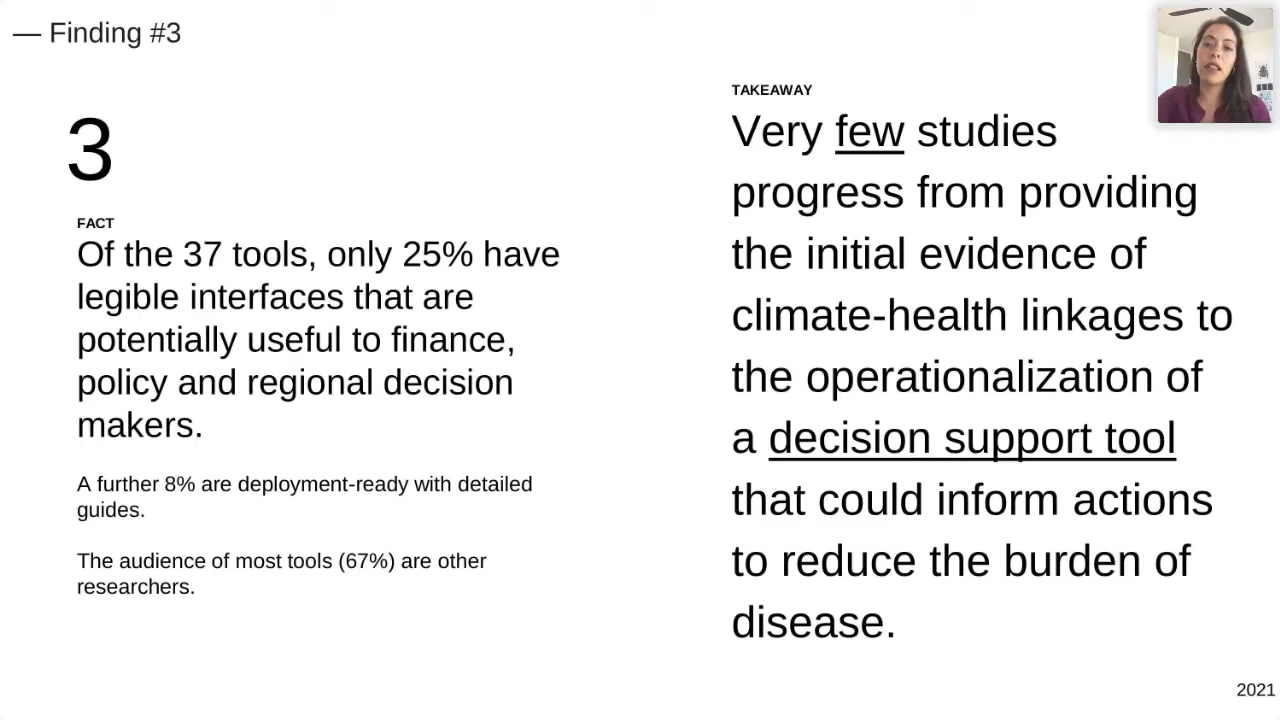 — Finding #3
3
FACT
Of the 37 tools, only 25% have
legible interfaces that are
potentially useful to finance,
policy and regional decision
makers.
A further 8% are deployment-ready with detailed
guides.
The audience of most tools (67%) are other
researchers.
TAKEAWAY
Very few studies
progress from providing
the initial evidence of
climate-health linkages to
the operationalization of
a decision support tool
that could inform actions
to reduce the burden of
disease.
2021